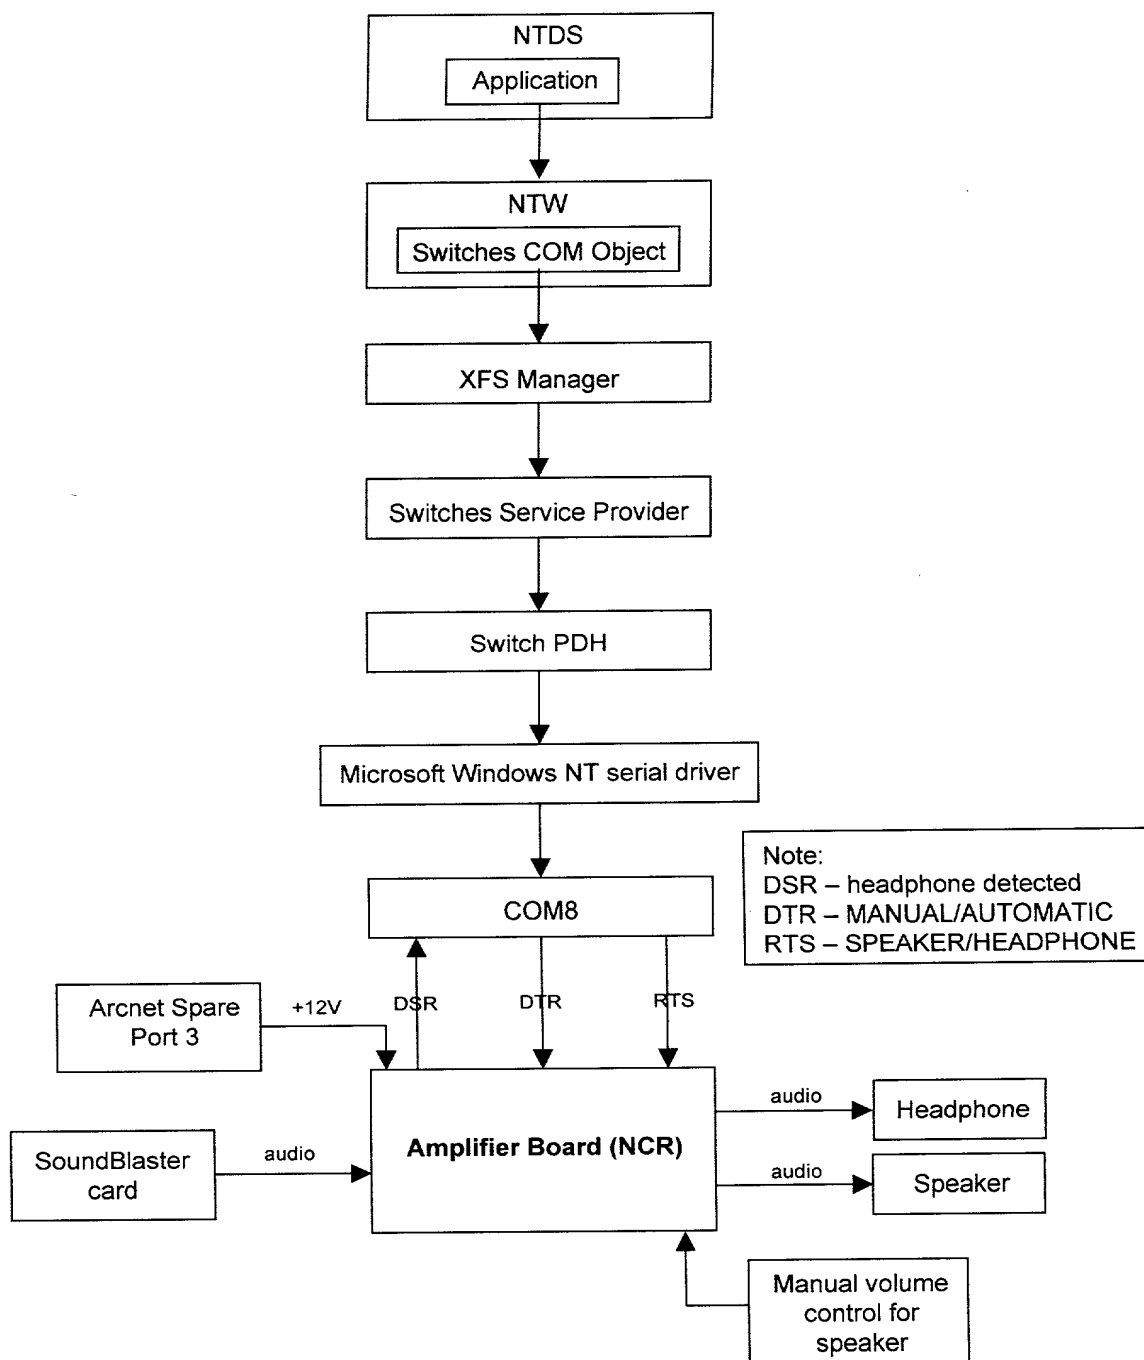 NTDS
Application
NTW
Switches COM Object
XFS Manager
Switches Service Provider
Switch PDH
Microsoft Windows NT serial driver
Note:
DSR – headphone detected
DTR – MANUAL/AUTOMATIC
RTS – SPEAKER/HEADPHONE
COM8
Arcnet Spare
Port 3
+12V
DSR
DTR
RTS
Amplifier Board (NCR)
audio
Headphone
SoundBlaster
card
audio
audio
Speaker
Manual volume
control for
speaker